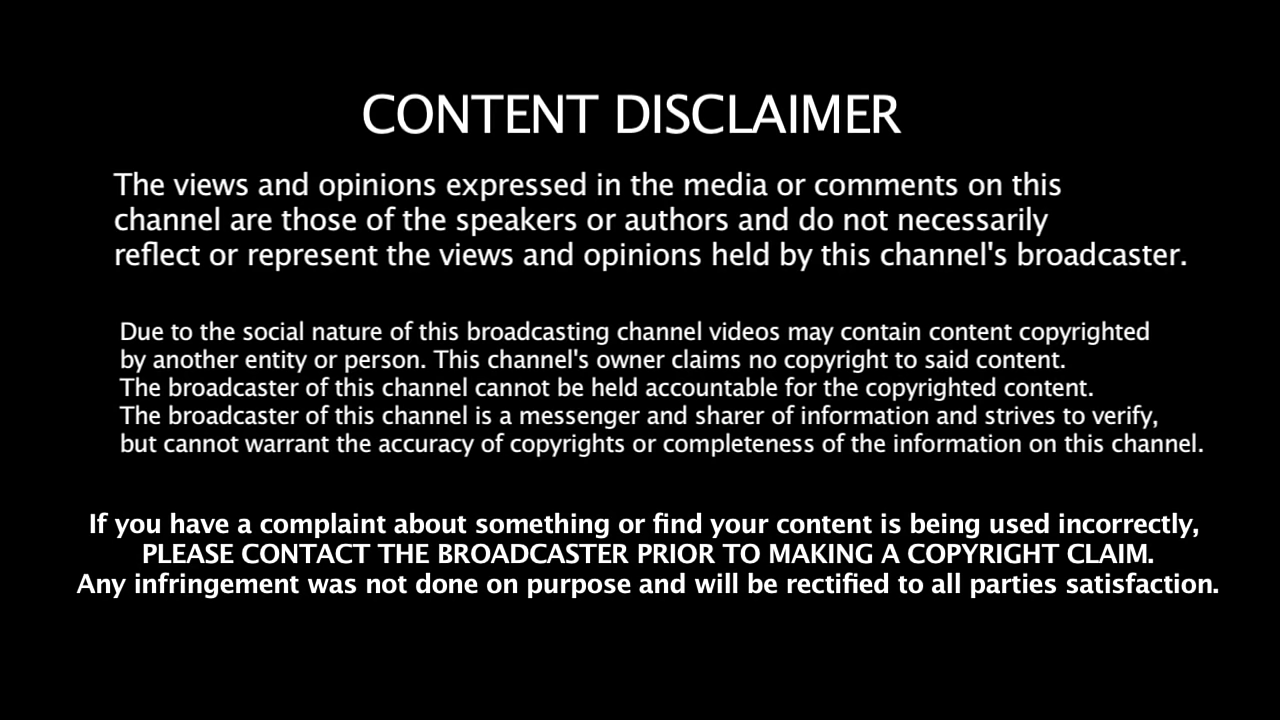 CONTENT DISCLAIMER
The views and opinions expressed in the media or comments on this
channel are those of the speakers or authors and do not necessarily
reflect or represent the views and opinions held by this channel's broadcaster.
Due to the social nature of this broadcasting channel videos may contain content copyrighted
by another entity or person. This channel's owner claims no copyright to said content.
The broadcaster of this channel cannot be held accountable for the copyrighted content.
The broadcaster of this channel is a messenger and sharer of information and strives to verify,
but cannot warrant the accuracy of copyrights or completeness of the information on this channel.
If you have a complaint about something or find your content is being used incorrectly,
PLEASE CONTACT THE BROADCASTER PRIOR TO MAKING A COPYRIGHT CLAIM.
Any infringement was not done on purpose and will be rectified to all parties satisfaction.